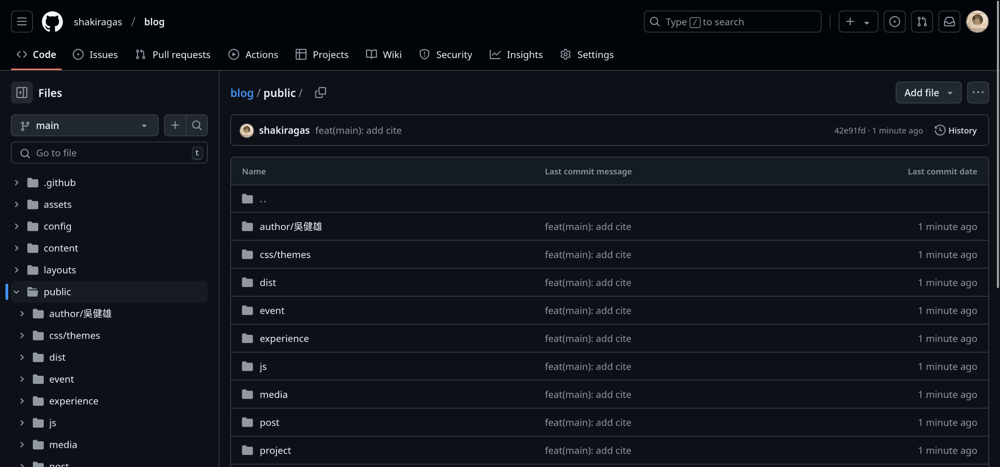 shakiragas / blog
Type / to search
Code Issues Pull requests Actions Projects Wiki Security Insights Settings
Files
main
Go to file t
.github
assets
config
content
layouts
public
author/吳健雄
css/themes
dist
event
experience
js
media
post
blog / public /
Add file
shakiragas feat(main): add cite 42e91fd · 1 minute ago History
Name Last commit message Last commit date
..
author/吳健雄 feat(main): add cite 1 minute ago
css/themes feat(main): add cite 1 minute ago
dist feat(main): add cite 1 minute ago
event feat(main): add cite 1 minute ago
experience feat(main): add cite 1 minute ago
js feat(main): add cite 1 minute ago
media feat(main): add cite 1 minute ago
post feat(main): add cite 1 minute ago
project feat(main): add cite 1 minute ago